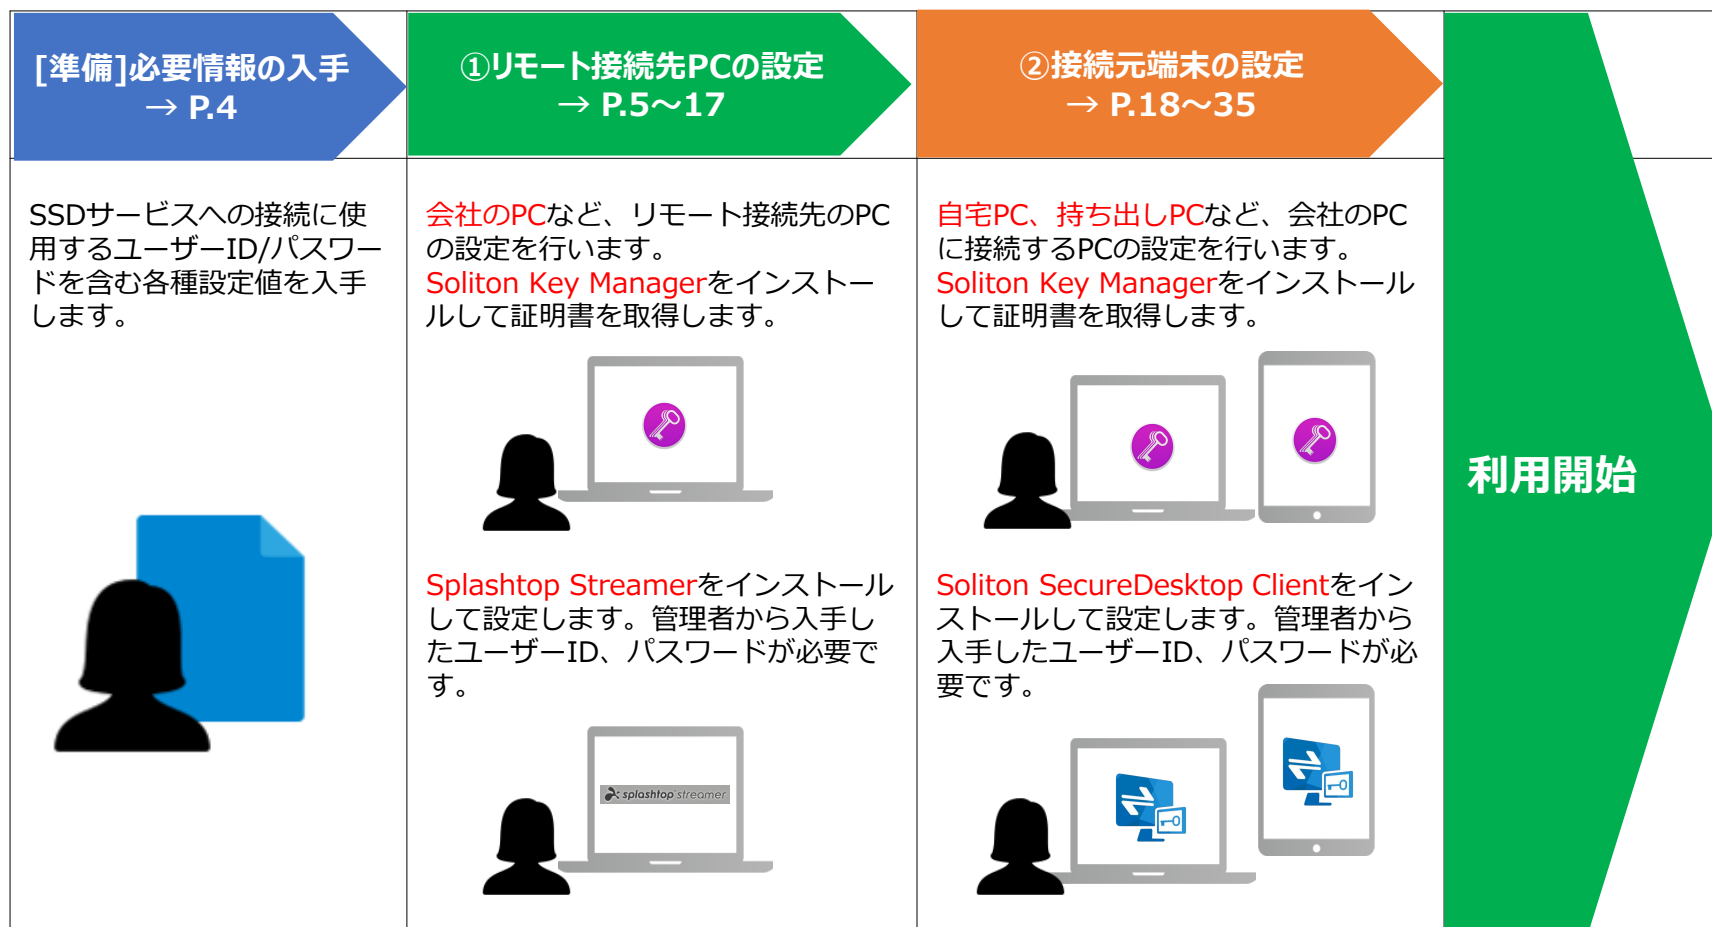 [準備]必要情報の入手
→ P.4
①リモート接続先PCの設定
→ P.5～17
②接続元端末の設定
→ P.18～35
SSDサービスへの接続に使
用するユーザーID/パスワー
ドを含む各種設定値を入手
します。
会社のPCなど、リモート接続先のPC
の設定を行います。
Soliton Key Managerをインストー
ルして証明書を取得します。
Splashtop Streamerをインストール
して設定します。管理者から入手し
たユーザーID、パスワードが必要で
す。
splashtop streamer
自宅PC、持ち出しPCなど、会社のPC
に接続するPCの設定を行います。
Soliton Key Managerをインストール
して証明書を取得します。
Soliton SecureDesktop Clientをイン
ストールして設定します。管理者から
入手したユーザーID、パスワードが必
要です。
利用開始